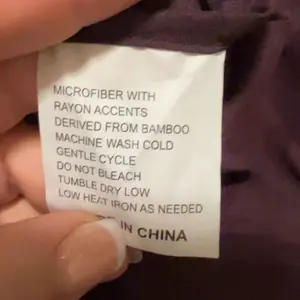 MICROFIBER WITH
RAYON ACCENTS
DERIVED FROM BAMBOO
MACHINE WASH COLD
GENTLE CYCLE
DO NOT BLEACH
TUMBLE DRY LOW
LOW HEAT IRON AS NEEDED
IN CHINA